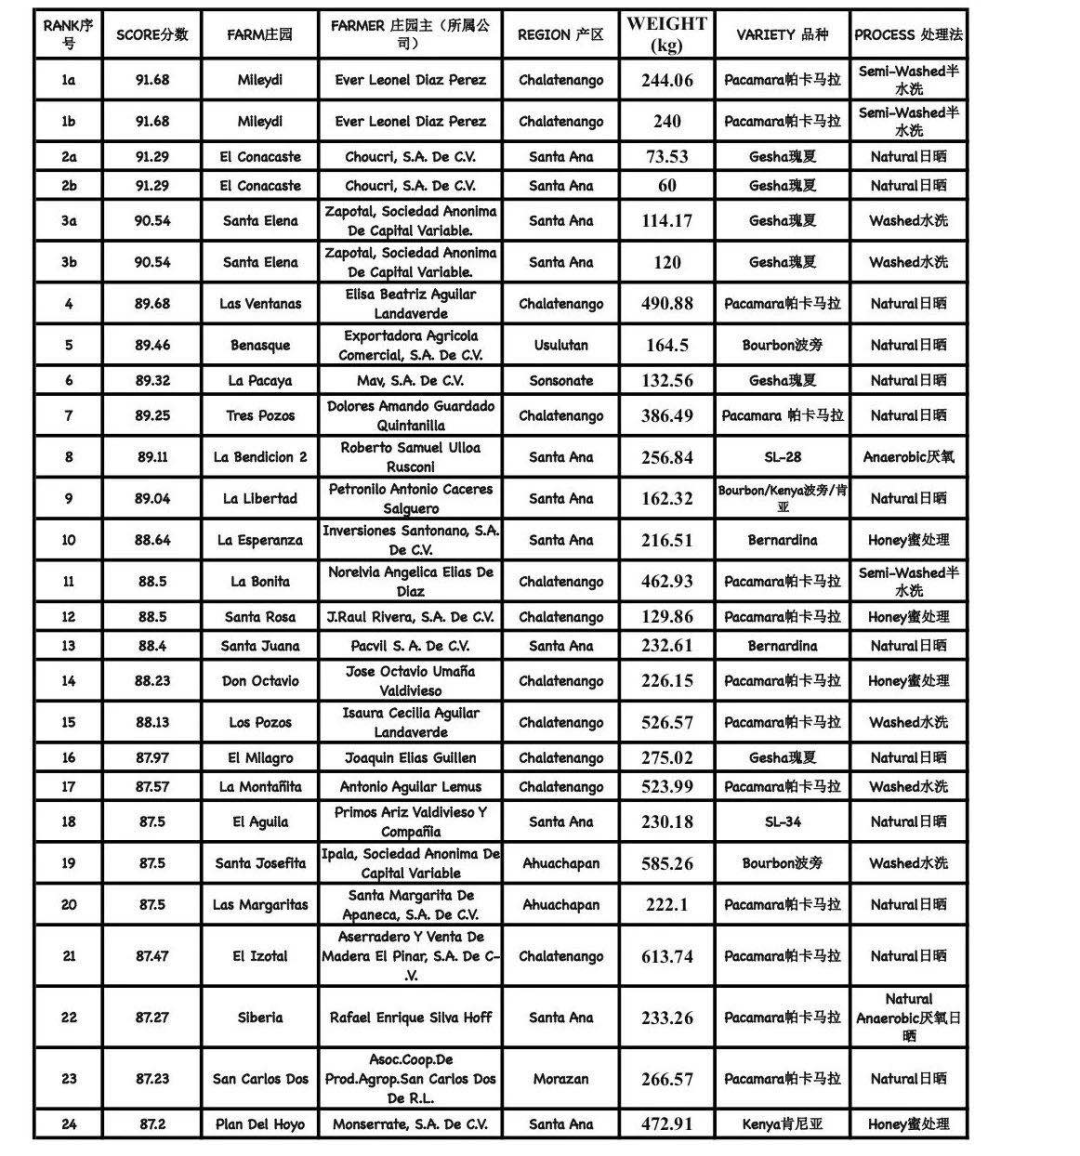 RANK序号 SCORE分数 FARM庄园 FARMER 庄园主（所属公司） REGION 产区 WEIGHT (kg) VARIETY 品种 PROCESS 处理法
1a 91.68 Mileydi Ever Leonel Diaz Perez Chalatenango 244.06 Pacamara帕卡马拉 Semi-Washed半水洗
1b 91.68 Mileydi Ever Leonel Diaz Perez Chalatenango 240 Pacamara帕卡马拉 Semi-Washed半水洗
2a 91.29 El Conacaste Choucri, S.A. De C.V. Santa Ana 73.53 Gesha瑰夏 Natural日晒
2b 91.29 El Conacaste Choucri, S.A. De C.V. Santa Ana 60 Gesha瑰夏 Natural日晒
3a 90.54 Santa Elena Zapotal, Sociedad Anonima De Capital Variable. Santa Ana 114.17 Gesha瑰夏 Washed水洗
3b 90.54 Santa Elena Zapotal, Sociedad Anonima De Capital Variable. Santa Ana 120 Gesha瑰夏 Washed水洗
4 89.68 Las Ventanas Elisa Beatriz Aguilar Landaverde Chalatenango 490.88 Pacamara帕卡马拉 Natural日晒
5 89.46 Benasque Exportadora Agricola Comercial, S.A. De C.V. Usulutan 164.5 Bourbon波旁 Natural日晒
6 89.32 La Pacaya Mav, S.A. De C.V. Sonsonate 132.56 Gesha瑰夏 Natural日晒
7 89.25 Tres Pozos Dolores Amando Guardado Quintanilla Chalatenango 386.49 Pacamara 帕卡马拉 Natural日晒
8 89.11 La Bendicion 2 Roberto Samuel Ulloa Rusconi Santa Ana 256.84 SL-28 Anaerobic厌氧
9 89.04 La Libertad Petronilo Antonio Caceres Salguero Santa Ana 162.32 Bourbon/Kenya波旁/肯亚 Natural日晒
10 88.64 La Esperanza Inversiones Santonano, S.A. De C.V. Santa Ana 216.51 Bernardina Honey蜜处理
11 88.5 La Bonita Norelvia Angelica Elias De Diaz Chalatenango 462.93 Pacamara帕卡马拉 Semi-Washed半水洗
12 88.5 Santa Rosa J.Raul Rivera, S.A. De C.V. Chalatenango 129.86 Pacamara帕卡马拉 Honey蜜处理
13 88.4 Santa Juana Pacvil S. A. De C.V. Santa Ana 232.61 Bernardina Natural日晒
14 88.23 Don Octavio Jose Octavio Umaña Valdivieso Chalatenango 226.15 Pacamara帕卡马拉 Honey蜜处理
15 88.13 Los Pozos Isaura Cecilia Aguilar Landaverde Chalatenango 526.57 Pacamara帕卡马拉 Washed水洗
16 87.97 El Milagro Joaquin Elias Guillen Chalatenango 275.02 Gesha瑰夏 Natural日晒
17 87.57 La Montañita Antonio Aguilar Lemus Chalatenango 523.99 Pacamara帕卡马拉 Washed水洗
18 87.5 El Aguila Primos Ariz Valdivieso Y Compañia Santa Ana 230.18 SL-34 Natural日晒
19 87.5 Santa Josefita Ipala, Sociedad Anonima De Capital Variable Ahuachapan 585.26 Bourbon波旁 Washed水洗
20 87.5 Las Margaritas Santa Margarita De Apaneca, S.A. De C.V. Ahuachapan 222.1 Pacamara帕卡马拉 Natural日晒
21 87.47 El Izotal Aserradero Y Venta De Madera El Pinar, S.A. De C-.V. Chalatenango 613.74 Pacamara帕卡马拉 Natural日晒
22 87.27 Siberia Rafael Enrique Silva Hoff Santa Ana 233.26 Pacamara帕卡马拉 Natural Anaerobic厌氧日晒
23 87.23 San Carlos Dos Asoc.Coop.De Prod.Agrop.San Carlos Dos De R.L. Morazan 266.57 Pacamara帕卡马拉 Natural日晒
24 87.2 Plan Del Hoyo Monserrate, S.A. De C.V. Santa Ana 472.91 Kenya肯尼亚 Honey蜜处理